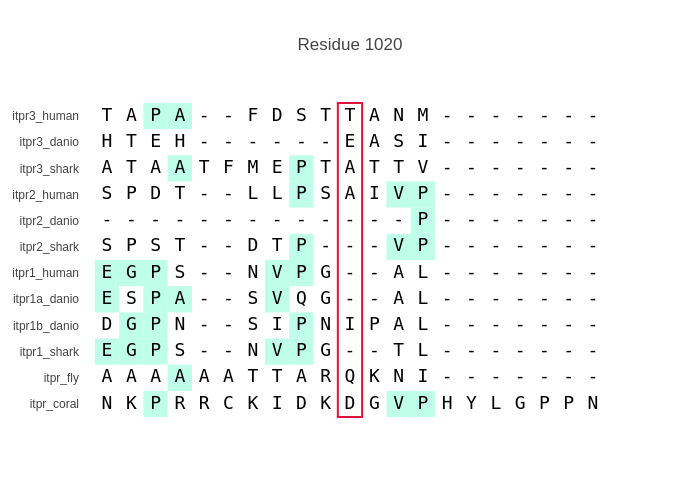 Residue 1020
itpr3_human T A P A - - F D S T T A N M - - - - - - -
itpr3_danio H T E H - - - - - - E A S I - - - - - - -
itpr3_shark A T A A T F M E P T A T T V - - - - - - -
itpr2_human S P D T - - L L P S A I V P - - - - - - -
itpr2_danio - - - - - - - - - - - - - P - - - - - - -
itpr2_shark S P S T - - D T P - - - V P - - - - - - -
itpr1_human E G P S - - N V P G - - A L - - - - - - -
itpr1a_danio E S P A - - S V Q G - - A L - - - - - - -
itpr1b_danio D G P N - - S I P N I P A L - - - - - - -
itpr1_shark E G P S - - N V P G - - T L - - - - - - -
itpr_fly A A A A A A T T A R Q K N I - - - - - - -
itpr_coral N K P R R C K I D K D G V P H Y L G P P N